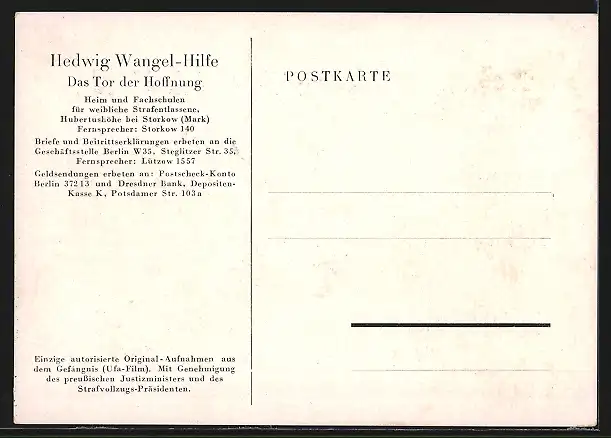 Hedwig Wangel-Hilfe
Das Tor der Hoffnung
Heim und Fachschulen
für weibliche Strafentlassene,
Hubertushöhe bei Storkow (Mark)
Fernsprecher: Storkow 140
Briefe und Beitrittserklärungen erbeten an die
Geschäftsstelle Berlin W35, Steglitzer Str. 35,
Fernsprecher: Lützow 1557
Geldsendungen erbeten an: Postscheck-Konto
Berlin 37213 und Dresdner Bank, Depositen-
Kasse K, Potsdamer Str. 103a
Einzige autorisierte Original-Aufnahmen aus
dem Gefängnis (Ufa-Film). Mit Genehmigung
des preußischen Justizministers und des
Strafvollzugs-Präsidenten.
POSTKARTE